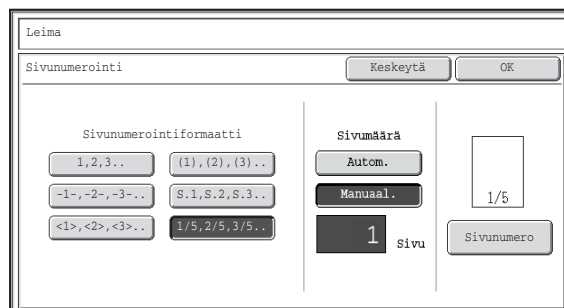 Leima
Sivunumerointi Keskeytä OK
Sivunumerointiformaatti Sivumäärä
1,2,3.. (1),(2),(3).. Autom.
-1-,-2-,-3-.. S.1,S.2,S.3.. Manuaal. 1/5
<1>,<2>,<3>.. 1/5,2/5,3/5.. 1 Sivu Sivunumero